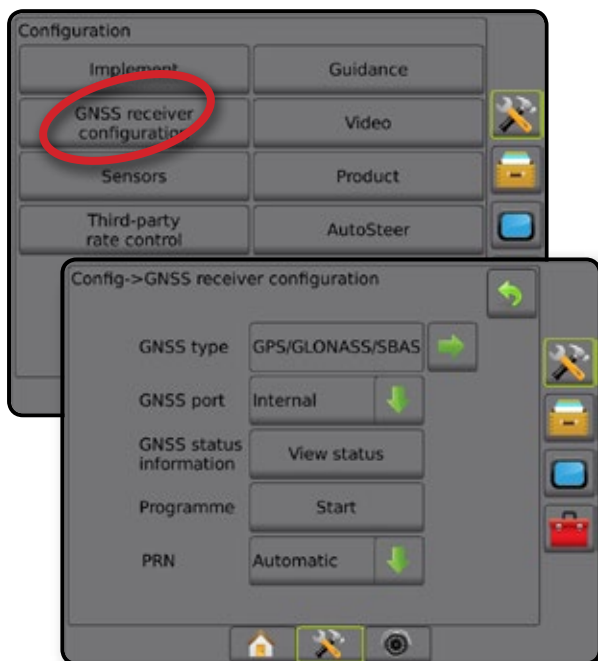 Configuration
Implement
Guidance
GNSS receiver
configuration
Video
Sensors
Product
Third-party
rate control
AutoSteer
Config->GNSS receiver configuration
GNSS type
GPS/GLONASS/SBAS
GNSS port
Internal
GNSS status
information
View status
Programme
Start
PRN
Automatic